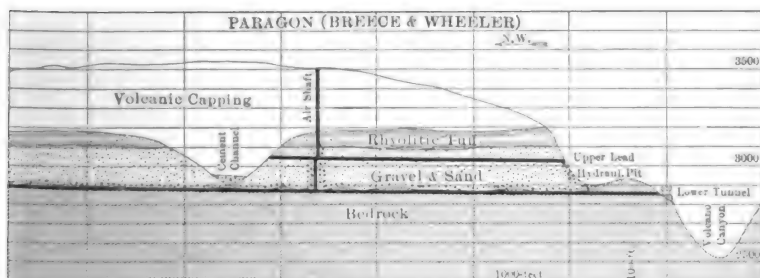 PARAGON (BREECE & WHEELER)
N.W.
3500
Volcanic Capping
Air Shaft
Cement
Channel
Rhyolitic Tuff
3000
Upper Lead
Hydraul. Pit
Gravel & Sand
Lower Tunnel
Bedrock
Volcano
Canyon